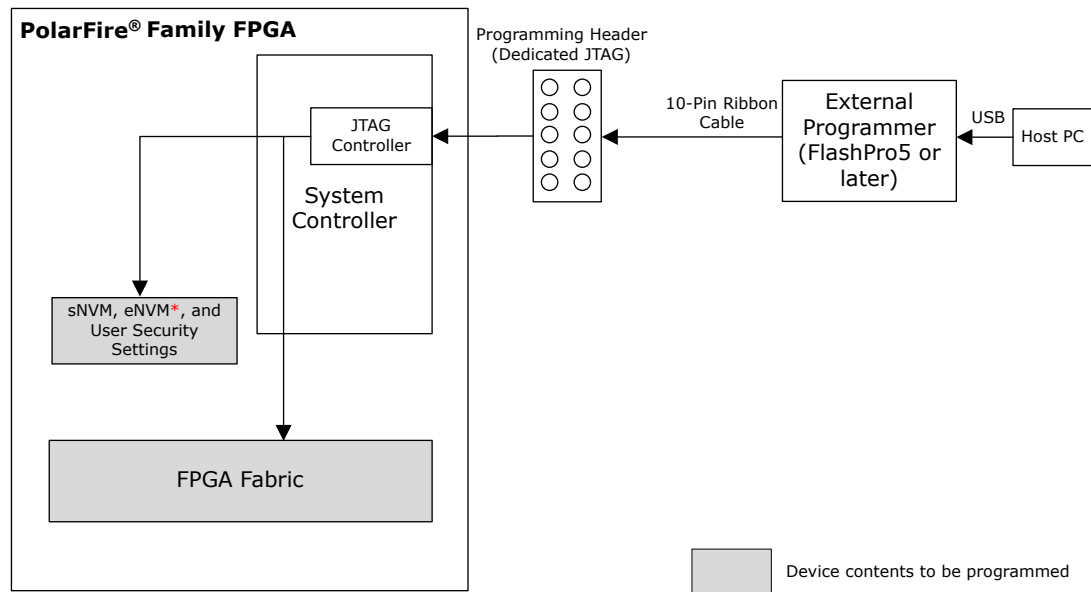 PolarFire® Family FPGA
Programming Header
(Dedicated JTAG)
10-Pin Ribbon
Cable
External
Programmer
(FlashPro5 or
later)
USB
Host PC
JTAG
Controller
System
Controller
sNVM, eNVM*, and
User Security
Settings
FPGA Fabric
Device contents to be programmed